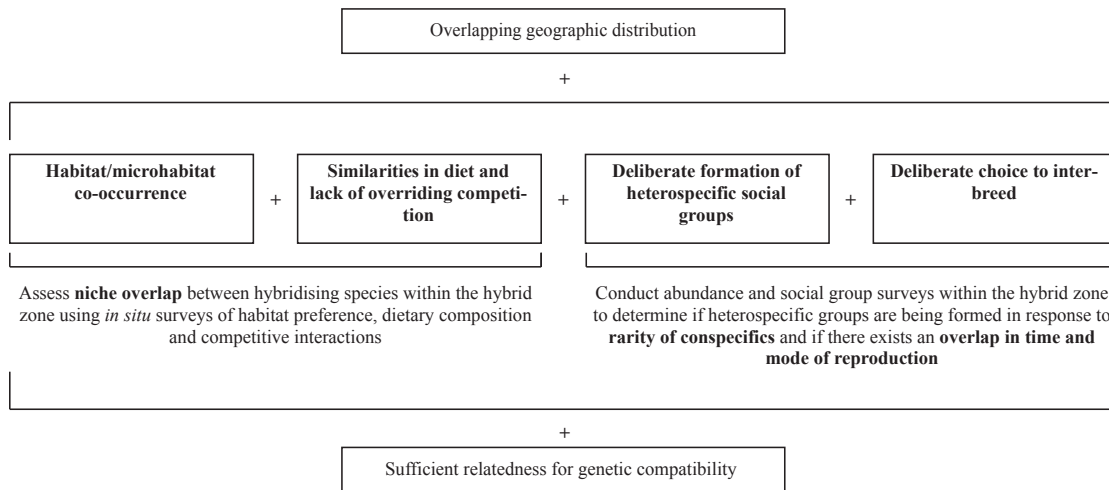 Overlapping geographic distribution
+
Habitat/microhabitat
co-occurrence
+
Similarities in diet and
lack of overriding competi-
tion
+
Deliberate formation of
heterospecific social
groups
+
Deliberate choice to inter-
breed
Assess niche overlap between hybridising species within the hybrid
zone using in situ surveys of habitat preference, dietary composition
and competitive interactions
Conduct abundance and social group surveys within the hybrid zone
to determine if heterospecific groups are being formed in response to
rarity of conspecifics and if there exists an overlap in time and
mode of reproduction
+
Sufficient relatedness for genetic compatibility